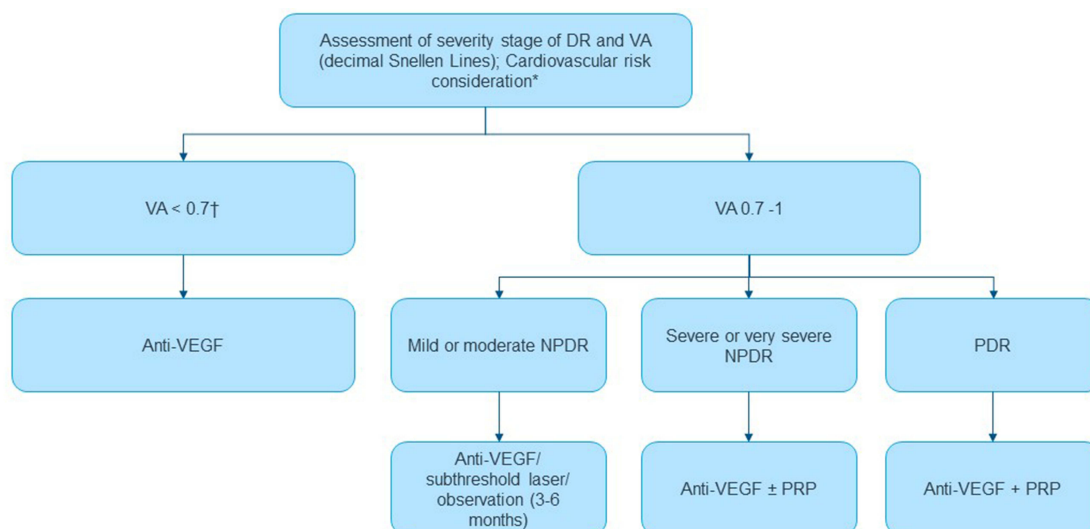 Assessment of severity stage of DR and VA
(decimal Snellen Lines); Cardiovascular risk
consideration*
VA < 0.7†
VA 0.7 -1
Anti-VEGF
Mild or moderate NPDR
Severe or very severe
NPDR
PDR
Anti-VEGF/
subthreshold laser/
observation (3-6
months)
Anti-VEGF ± PRP
Anti-VEGF + PRP